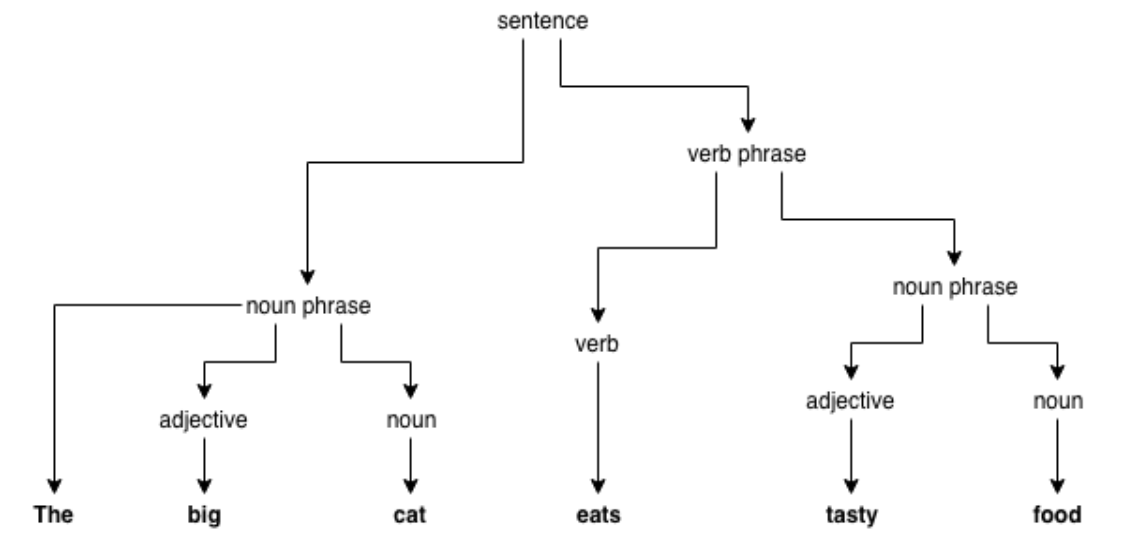 sentence
verb phrase
noun phrase
noun phrase
verb
adjective noun
adjective noun
The big cat eats tasty food